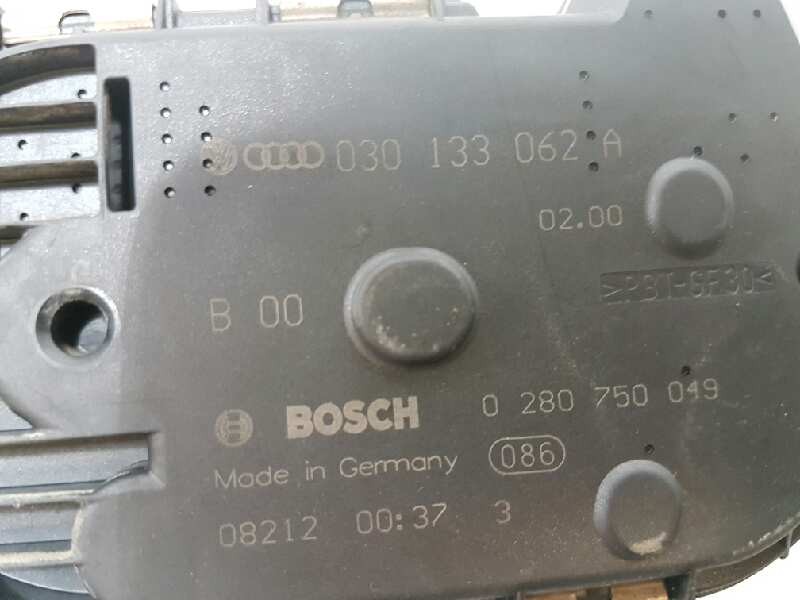 030 133 062 A
02.00
>PBT-GF30<
B 00
BOSCH 0 280 750 049
Made in Germany 086
08212 00:37 3